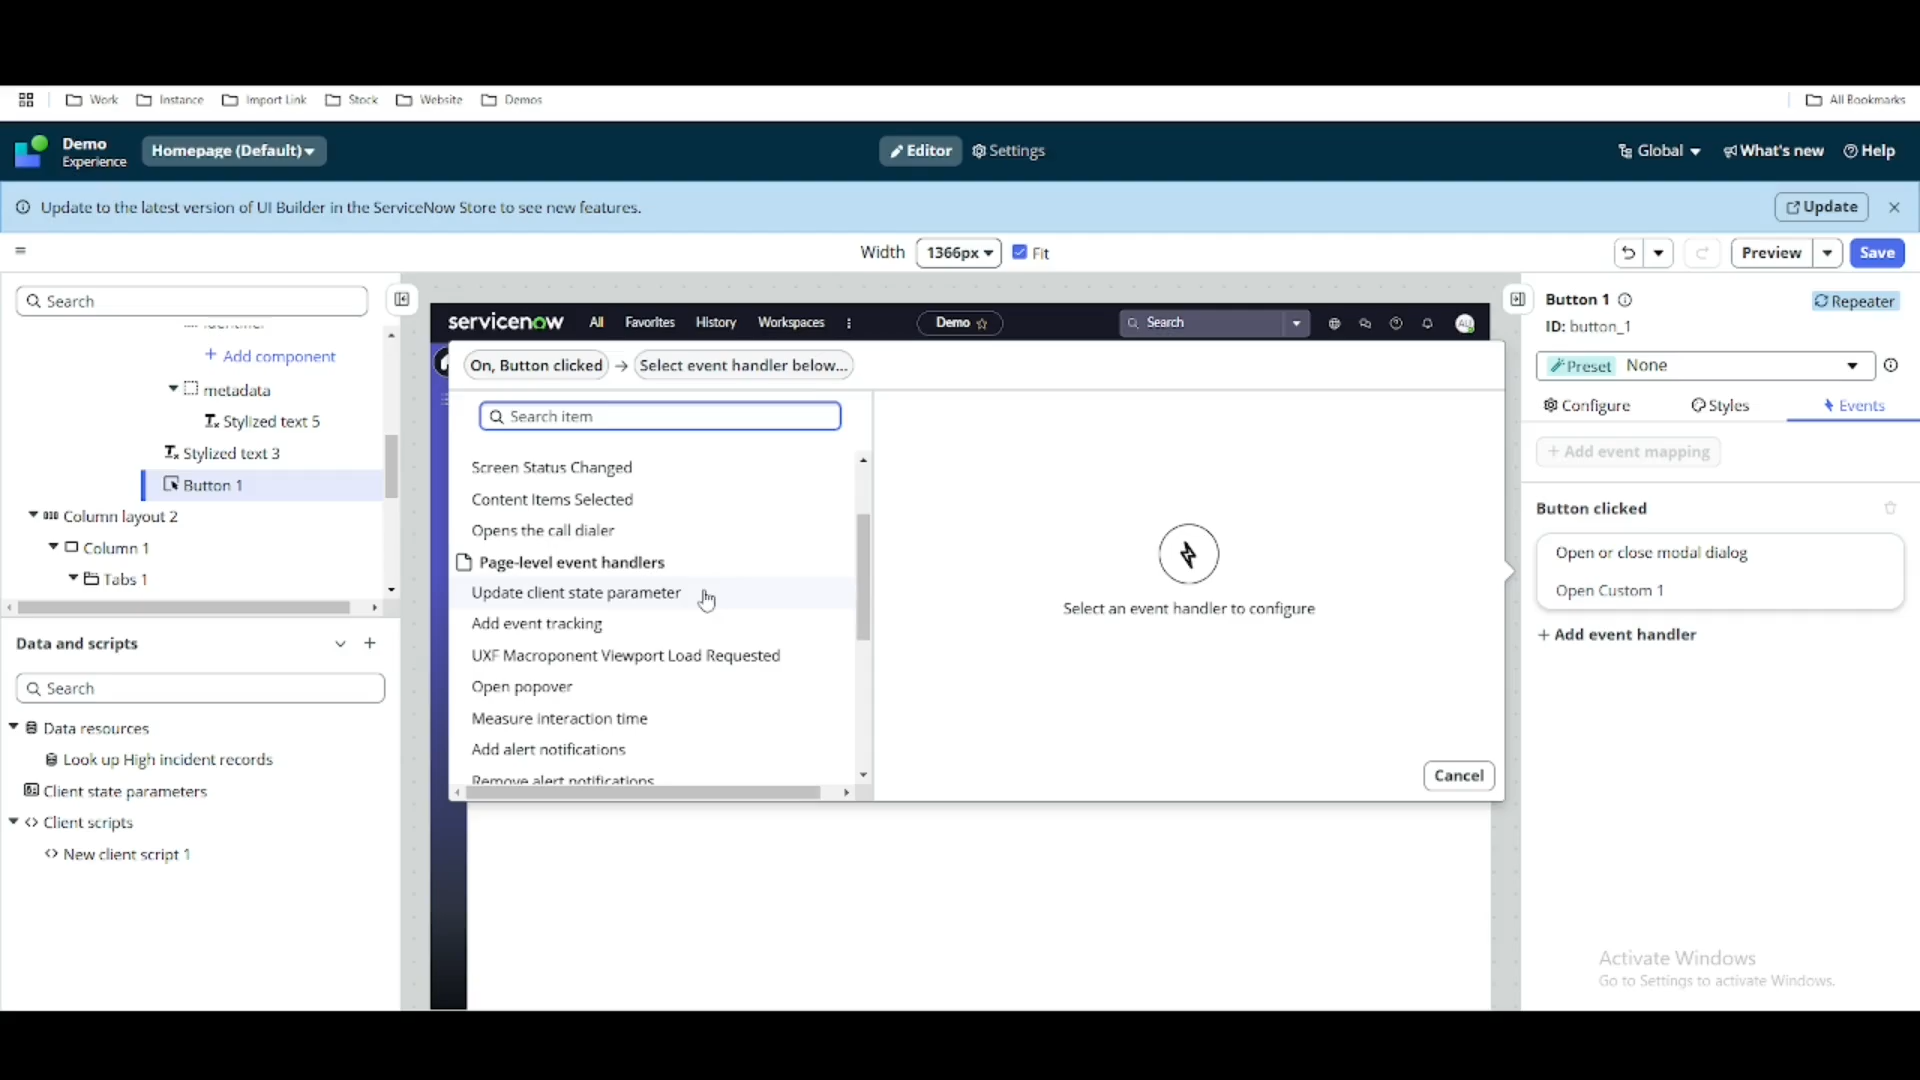 Work
Instance
Import Link
Stock
Website
Demos
All Bookmarks
Demo
Experience
Homepage (Default)
Editor
Settings
Global
What's new
Help
Update to the latest version of UI Builder in the ServiceNow Store to see new features.
Update
Width
1366px
Fit
Preview
Save
Search
+ Add component
metadata
Stylized text 5
Stylized text 3
Button 1
Column layout 2
Column 1
Tabs 1
Data and scripts
Search
Data resources
Look up High incident records
Client state parameters
Client scripts
New client script 1
servicenow
All
Favorites
History
Workspaces
Demo
Search
AU
On, Button clicked
Select event handler below...
Search item
Screen Status Changed
Content Items Selected
Opens the call dialer
Page-level event handlers
Update client state parameter
Add event tracking
UXF Macroponent Viewport Load Requested
Open popover
Measure interaction time
Add alert notifications
Remove alert notifications
Select an event handler to configure
Cancel
Button 1
Repeater
ID: button_1
Preset
None
Configure
Styles
Events
+ Add event mapping
Button clicked
Open or close modal dialog
Open Custom 1
+ Add event handler
Activate Windows
Go to Settings to activate Windows.